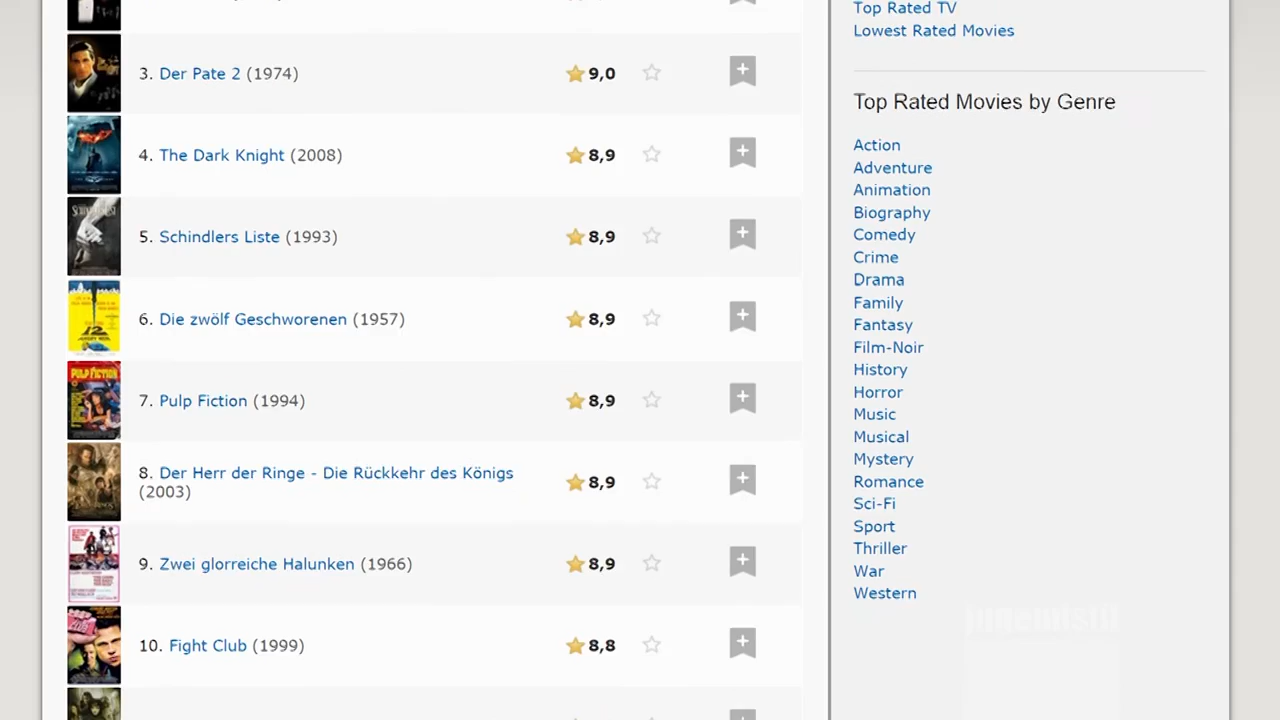 Top Rated TV
Lowest Rated Movies
3. Der Pate 2 (1974) 9,0
4. The Dark Knight (2008) 8,9
5. Schindlers Liste (1993) 8,9
6. Die zwölf Geschworenen (1957) 8,9
7. Pulp Fiction (1994) 8,9
PULP FICTION
8. Der Herr der Ringe - Die Rückkehr des Königs
(2003) 8,9
9. Zwei glorreiche Halunken (1966) 8,9
10. Fight Club (1999) 8,8
Top Rated Movies by Genre
Action
Adventure
Animation
Biography
Comedy
Crime
Drama
Family
Fantasy
Film-Noir
History
Horror
Music
Musical
Mystery
Romance
Sci-Fi
Sport
Thriller
War
Western